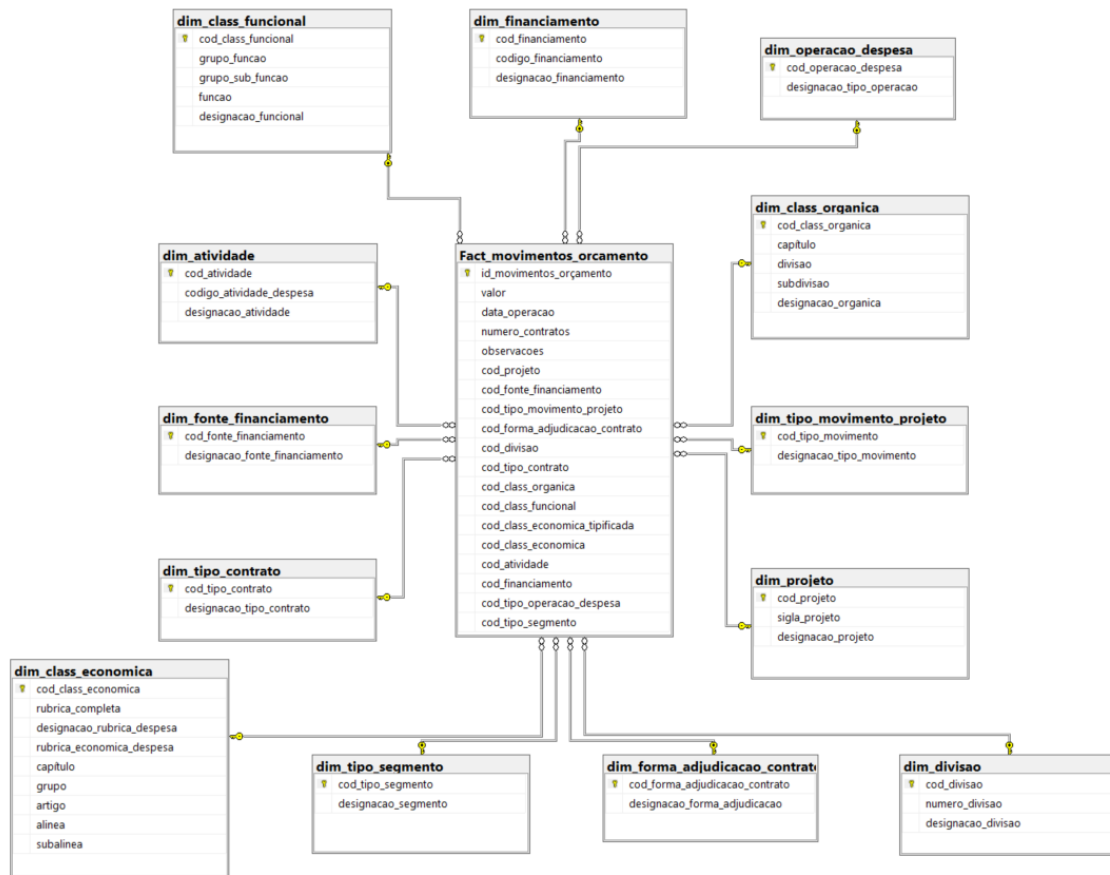 dim_class_funcional
cod_class_funcional
grupo_funcao
grupo_sub_funcao
funcao
designacao_funcional
dim_financiamento
cod_financiamento
codigo_financiamento
designacao_financiamento
dim_operacao_despesa
cod_operacao_despesa
designacao_tipo_operacao
dim_class_organica
cod_class_organica
capítulo
divisao
subdivisao
designacao_organica
dim_atividade
cod_atividade
codigo_atividade_despesa
designacao_atividade
Fact_movimentos_orcamento
id_movimentos_orçamento
valor
data_operacao
numero_contratos
observacoes
cod_projeto
cod_fonte_financiamento
cod_tipo_movimento_projeto
cod_forma_adjudicacao_contrato
cod_divisao
cod_tipo_contrato
cod_class_organica
cod_class_funcional
cod_class_economica_tipificada
cod_class_economica
cod_atividade
cod_financiamento
cod_tipo_operacao_despesa
cod_tipo_segmento
dim_fonte_financiamento
cod_fonte_financiamento
designacao_fonte_financiamento
dim_tipo_movimento_projeto
cod_tipo_movimento
designacao_tipo_movimento
dim_tipo_contrato
cod_tipo_contrato
designacao_tipo_contrato
dim_projeto
cod_projeto
sigla_projeto
designacao_projeto
dim_class_economica
cod_class_economica
rubrica_completa
designacao_rubrica_despesa
rubrica_economica_despesa
capítulo
grupo
artigo
alinea
subalinea
dim_tipo_segmento
cod_tipo_segmento
designacao_segmento
dim_forma_adjudicacao_contrato
cod_forma_adjudicacao_contrato
designacao_forma_adjudicacao
dim_divisao
cod_divisao
numero_divisao
designacao_divisao